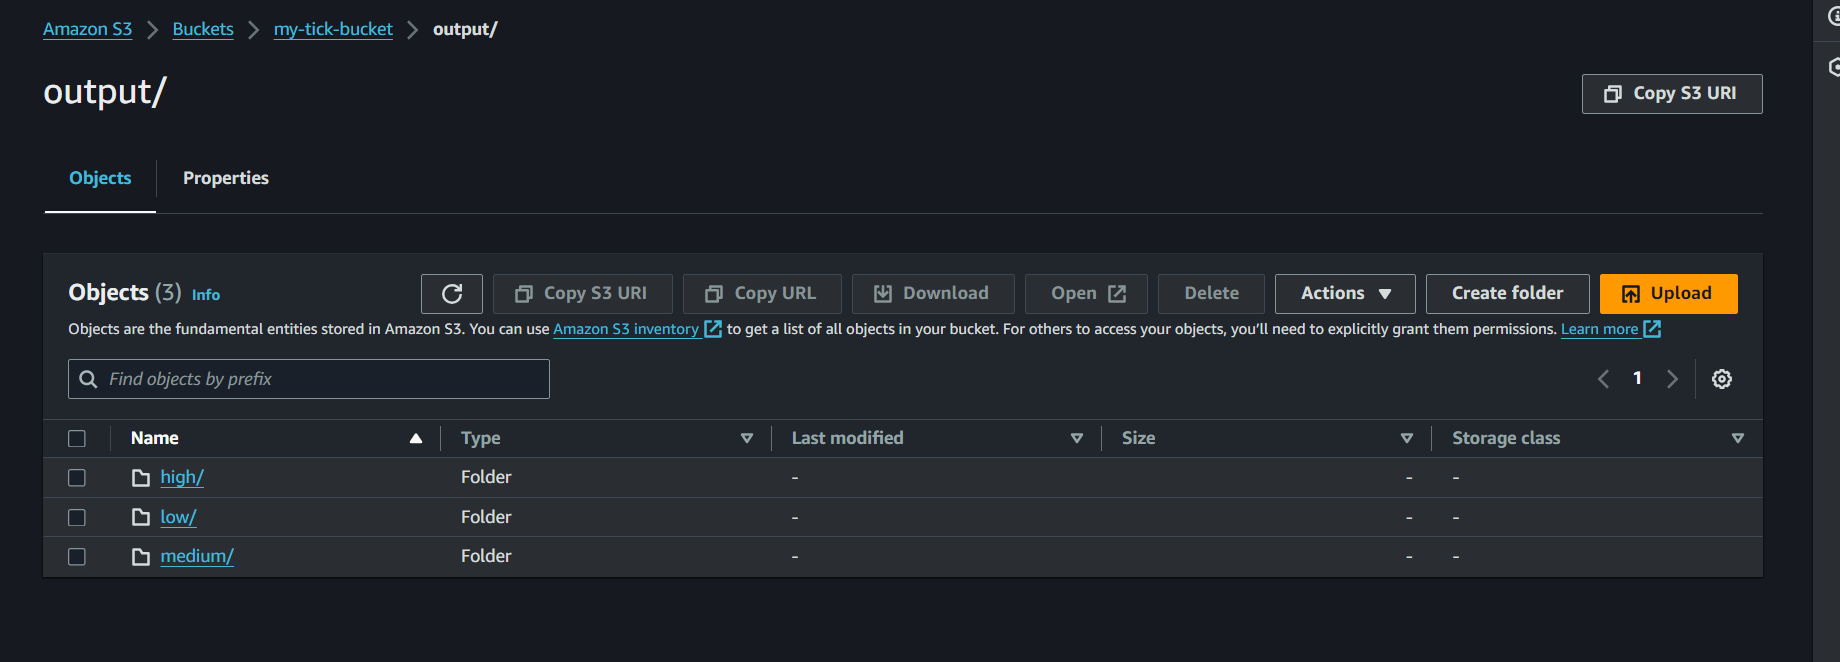 Amazon S3 > Buckets > my-tick-bucket > output/
output/
Copy S3 URI
Objects Properties
Objects (3) Info
Copy S3 URI Copy URL Download Open Delete Actions Create folder Upload
Objects are the fundamental entities stored in Amazon S3. You can use Amazon S3 inventory to get a list of all objects in your bucket. For others to access your objects, you’ll need to explicitly grant them permissions. Learn more
Find objects by prefix
1
Name Type Last modified Size Storage class
high/ Folder - - -
low/ Folder - - -
medium/ Folder - - -